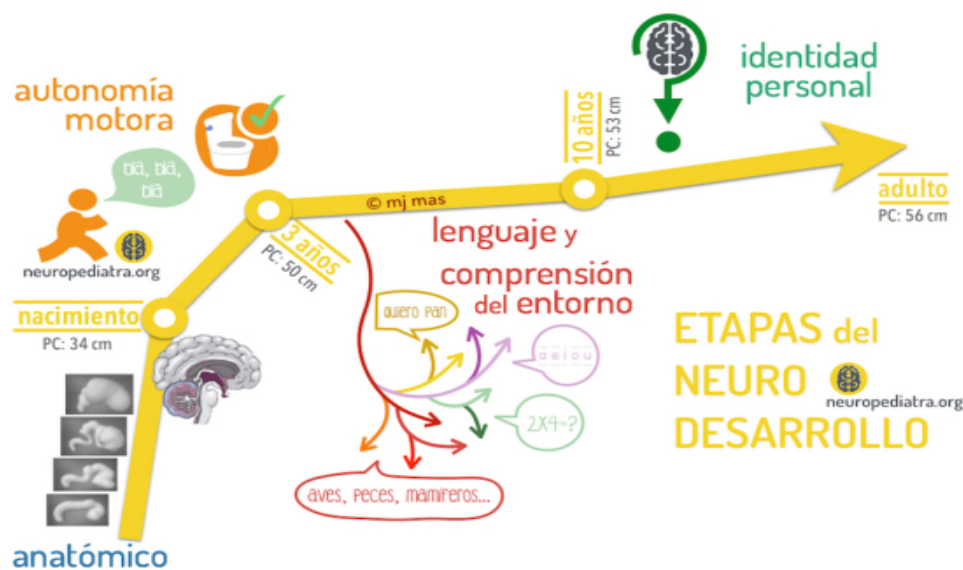 autonomía
motora
bla, bla,
bla
neuropediatra.org
nacimiento
PC: 34 cm
anatómico
3 años
PC: 50 cm
© mj mas
lenguaje y
comprensión
del entorno
quiero pan
a e i o u
2x4=?
aves, peces, mamíferos...
10 años
PC: 53 cm
identidad
personal
adulto
PC: 56 cm
ETAPAS del
NEURO
neuropediatra.org
DESARROLLO